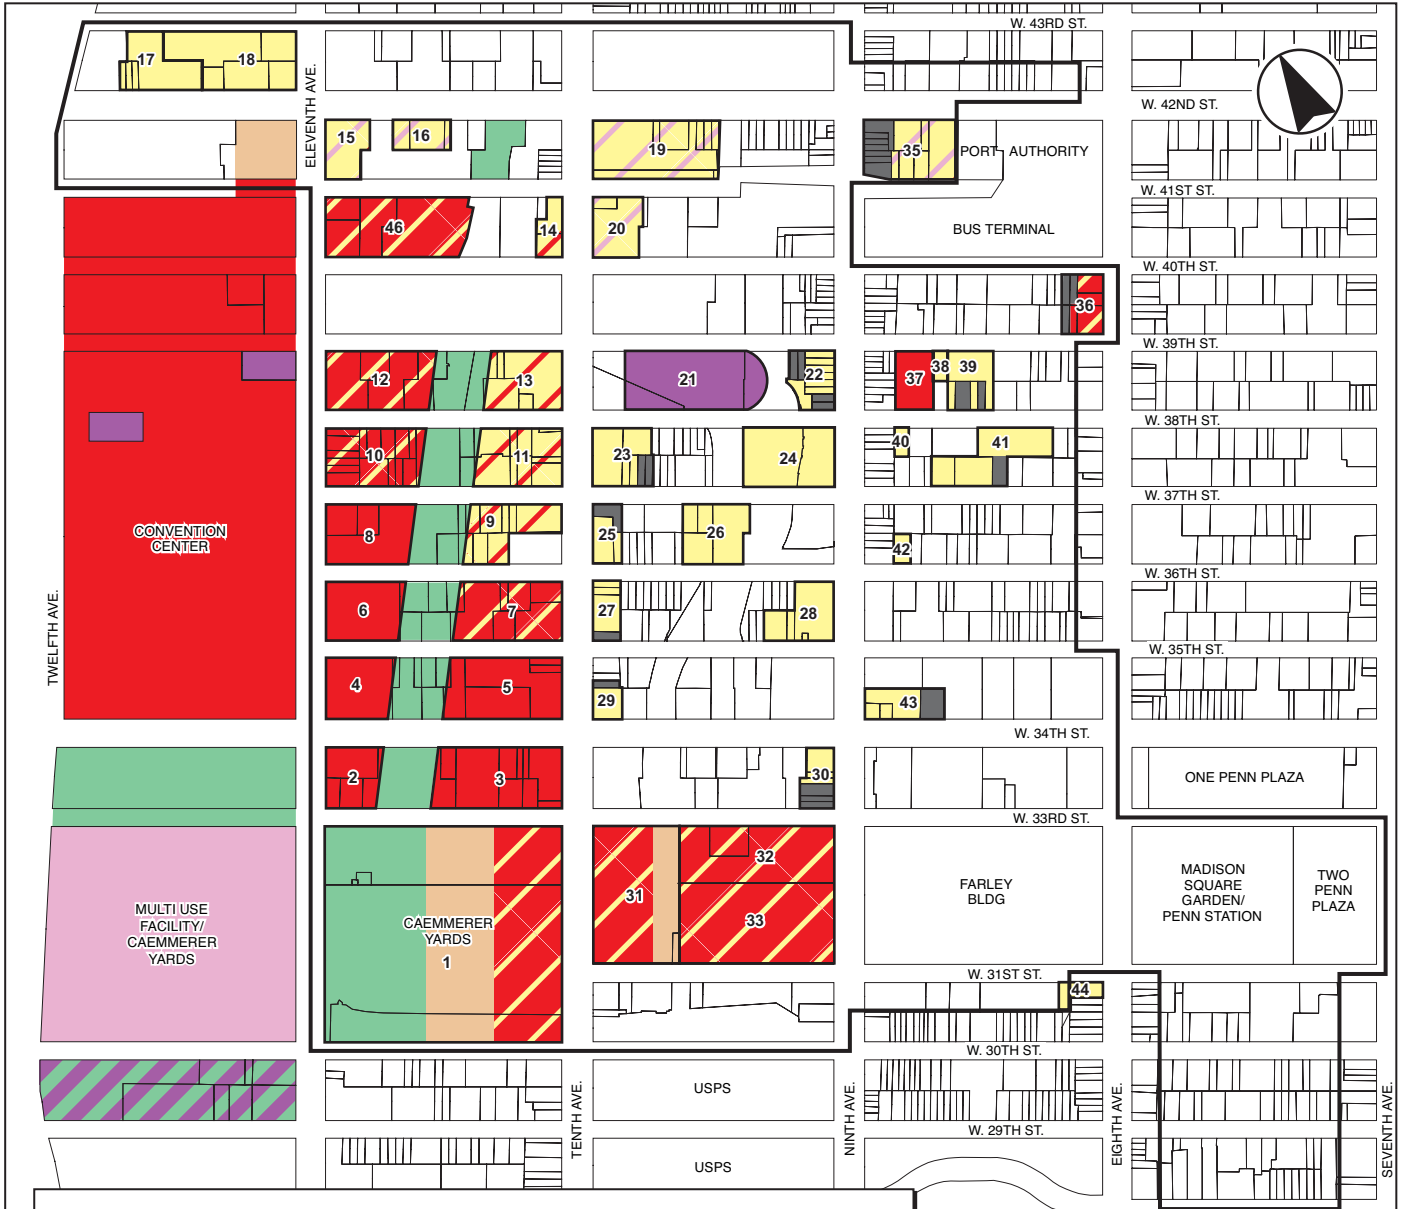 W. 43RD ST.
17
18
ELEVENTH AVE.
W. 42ND ST.
15
16
19
35
PORT AUTHORITY
W. 41ST ST.
46
14
20
BUS TERMINAL
W. 40TH ST.
36
W. 39TH ST.
12
13
21
22
37
38
39
W. 38TH ST.
10
11
23
24
40
41
W. 37TH ST.
CONVENTION
CENTER
8
9
25
26
42
W. 36TH ST.
TWELFTH AVE.
6
7
27
28
W. 35TH ST.
4
5
29
43
W. 34TH ST.
2
3
30
ONE PENN PLAZA
W. 33RD ST.
MULTI USE
FACILITY/
CAEMMERER
YARDS
CAEMMERER
YARDS
1
31
32
33
FARLEY
BLDG
MADISON
SQUARE
GARDEN/
PENN STATION
TWO
PENN
PLAZA
W. 31ST ST.
44
W. 30TH ST.
TENTH AVE.
USPS
NINTH AVE.
EIGHTH AVE.
SEVENTH AVE.
W. 29TH ST.
USPS